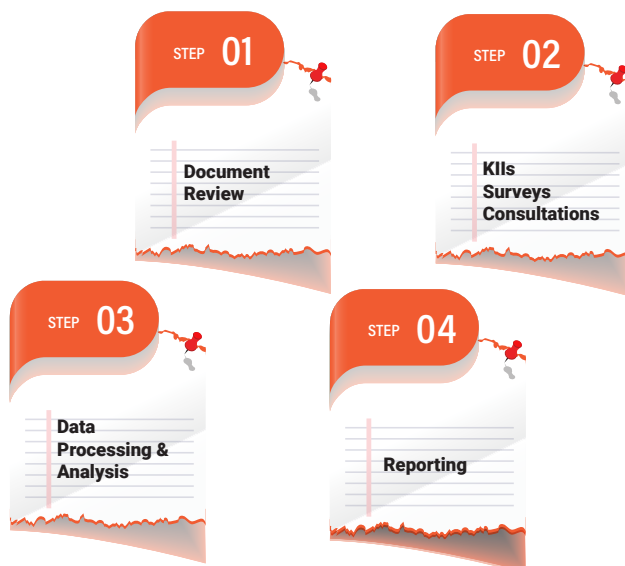 STEP 01
Document
Review
STEP 02
KIIs
Surveys
Consultations
STEP 03
Data
Processing &
Analysis
STEP 04
Reporting